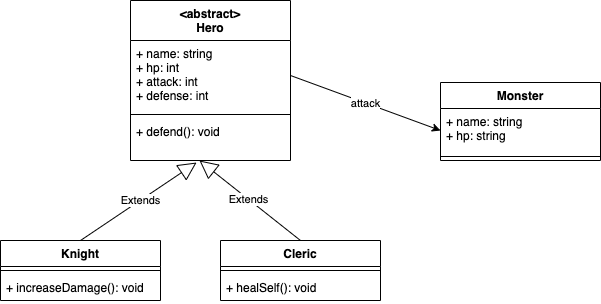 <abstract>
Hero
+ name: string
+ hp: int
+ attack: int
+ defense: int
+ defend(): void
attack
Monster
+ name: string
+ hp: string
Extends
Extends
Knight
+ increaseDamage(): void
Cleric
+ healSelf(): void